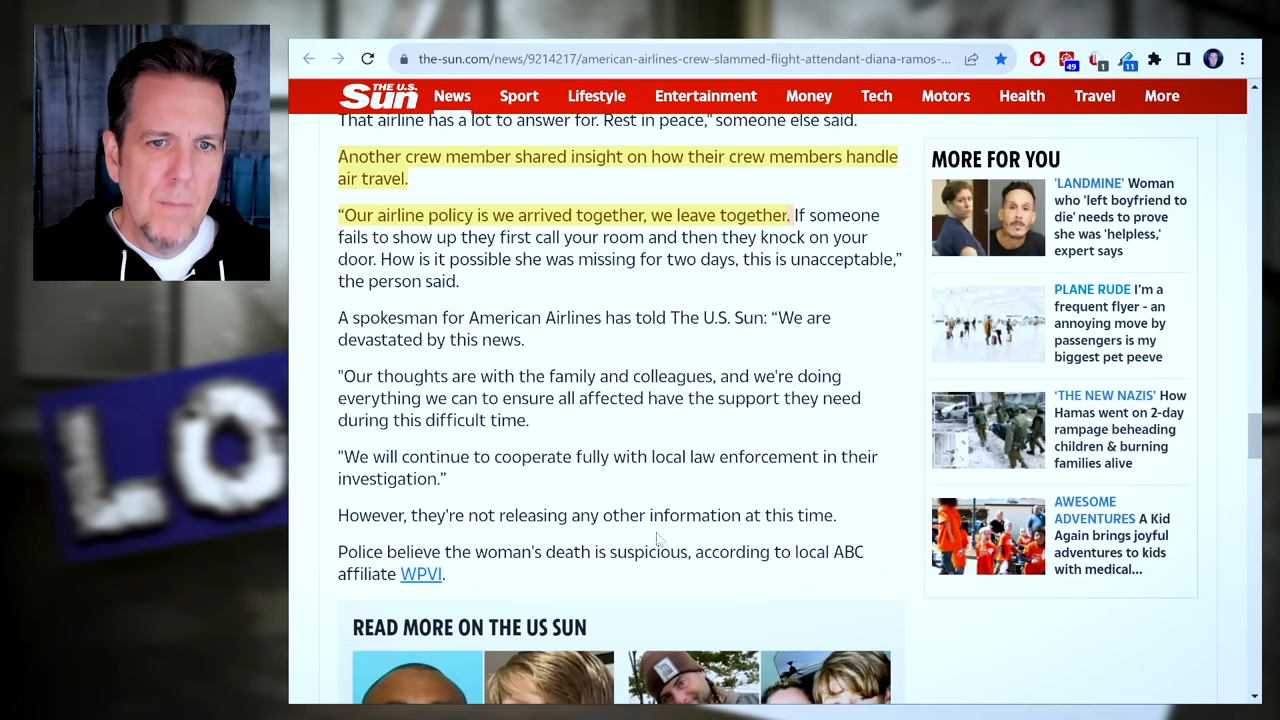 the-sun.com/news/9214217/american-airlines-crew-slammed-flight-attendant-diana-ramos-...
49
1
11
THE U.S.
Sun
News
Sport
Lifestyle
Entertainment
Money
Tech
Motors
Health
Travel
More
That airline has a lot to answer for. Rest in peace," someone else said.
Another crew member shared insight on how their crew members handle
air travel.
“Our airline policy is we arrived together, we leave together. If someone
fails to show up they first call your room and then they knock on your
door. How is it possible she was missing for two days, this is unacceptable,”
the person said.
A spokesman for American Airlines has told The U.S. Sun: “We are
devastated by this news.
"Our thoughts are with the family and colleagues, and we're doing
everything we can to ensure all affected have the support they need
during this difficult time.
"We will continue to cooperate fully with local law enforcement in their
investigation.”
However, they're not releasing any other information at this time.
Police believe the woman's death is suspicious, according to local ABC
affiliate WPVI.
READ MORE ON THE US SUN
MORE FOR YOU
'LANDMINE' Woman
who 'left boyfriend to
die' needs to prove
she was 'helpless,'
expert says
PLANE RUDE I’m a
frequent flyer - an
annoying move by
passengers is my
biggest pet peeve
‘THE NEW NAZIS’ How
Hamas went on 2-day
rampage beheading
children & burning
families alive
AWESOME
ADVENTURES A Kid
Again brings joyful
adventures to kids
with medical...
LO